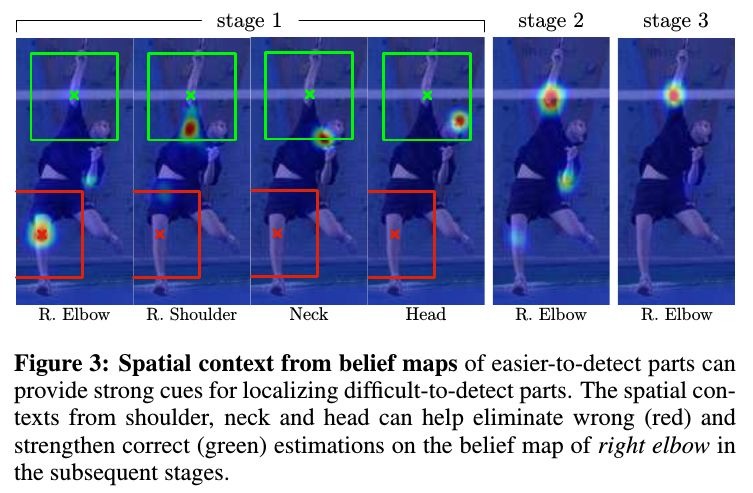 stage 1 stage 2 stage 3
R. Elbow R. Shoulder Neck Head R. Elbow R. Elbow
Figure 3: Spatial context from belief maps of easier-to-detect parts can
provide strong cues for localizing difficult-to-detect parts. The spatial con-
texts from shoulder, neck and head can help eliminate wrong (red) and
strengthen correct (green) estimations on the belief map of right elbow in
the subsequent stages.